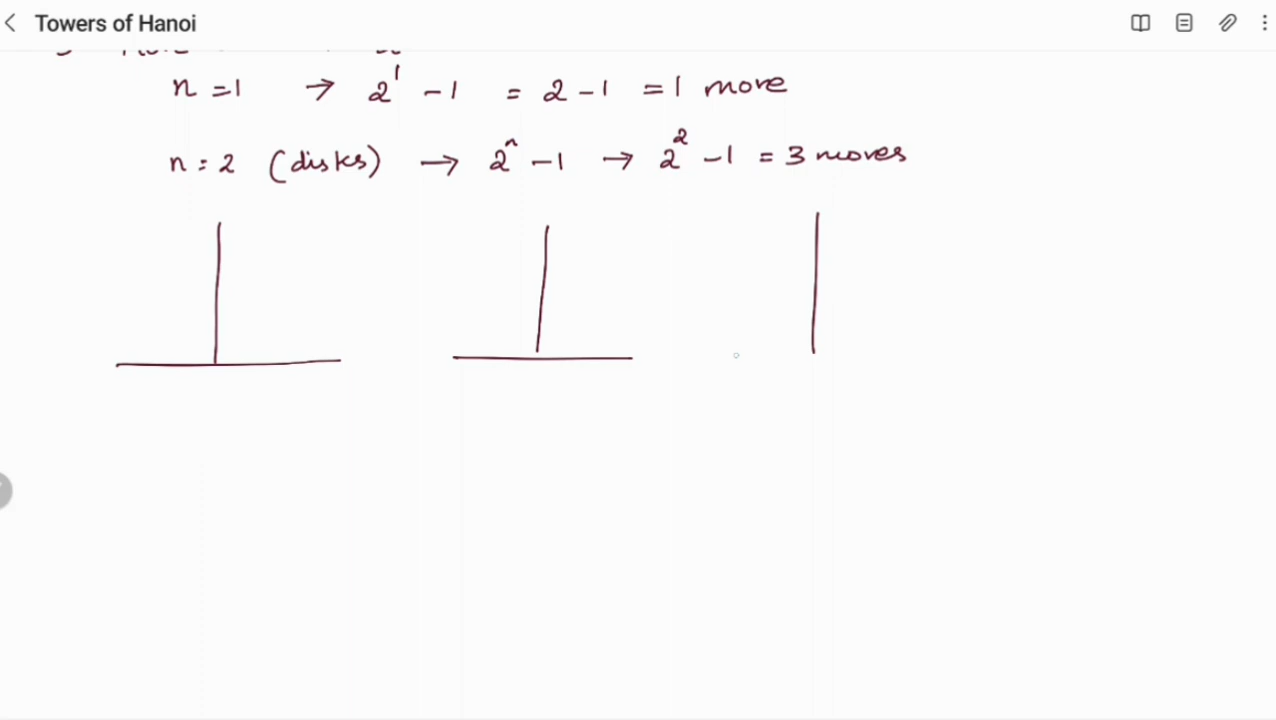 Towers of Hanoi
n = 1 → 2¹ - 1 = 2 - 1 = 1 move
n = 2 (disks) → 2ⁿ - 1 → 2² - 1 = 3 moves